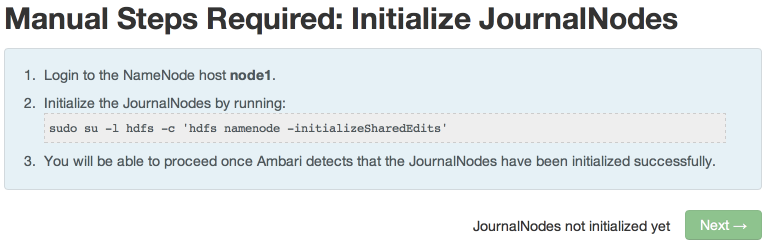 Manual Steps Required: Initialize JournalNodes
1. Login to the NameNode host node1.
2. Initialize the JournalNodes by running:
sudo su -l hdfs -c 'hdfs namenode -initializeSharedEdits'
3. You will be able to proceed once Ambari detects that the JournalNodes have been initialized successfully.
JournalNodes not initialized yet Next →